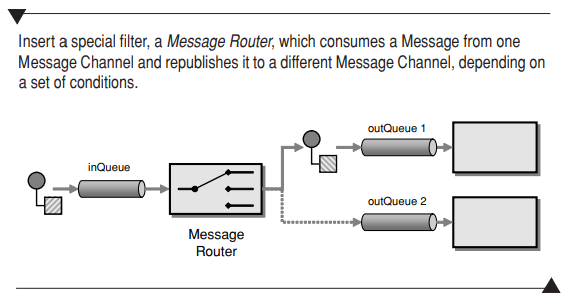 Insert a special filter, a Message Router, which consumes a Message from one
Message Channel and republishes it to a different Message Channel, depending on
a set of conditions.
outQueue 1
inQueue
outQueue 2
Message
Router